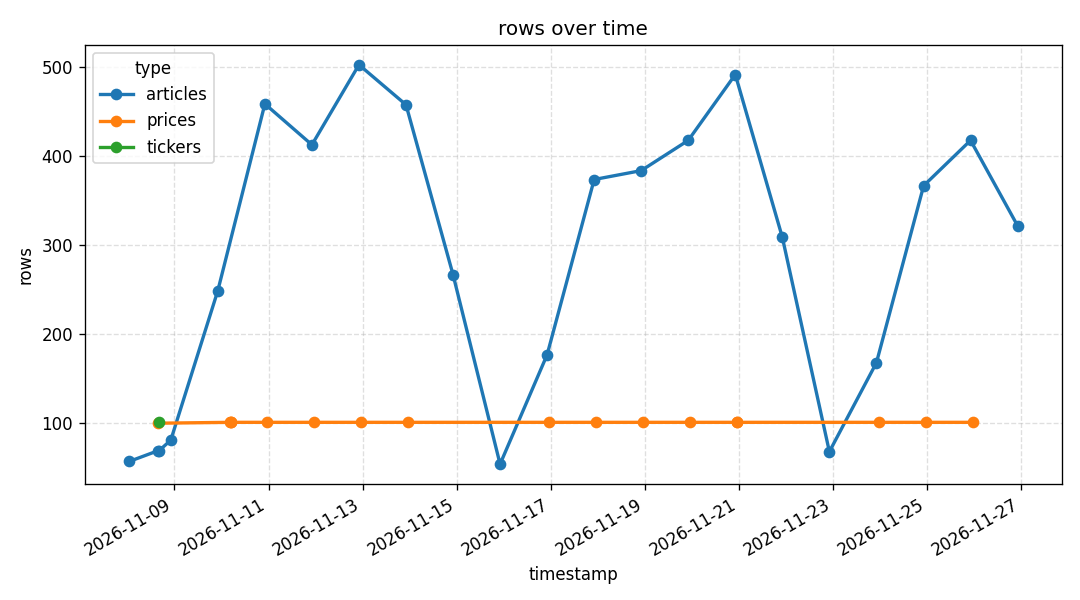 rows over time
type
articles
prices
tickers
500
400
300
200
100
rows
2026-11-09
2026-11-11
2026-11-13
2026-11-15
2026-11-17
2026-11-19
2026-11-21
2026-11-23
2026-11-25
2026-11-27
timestamp